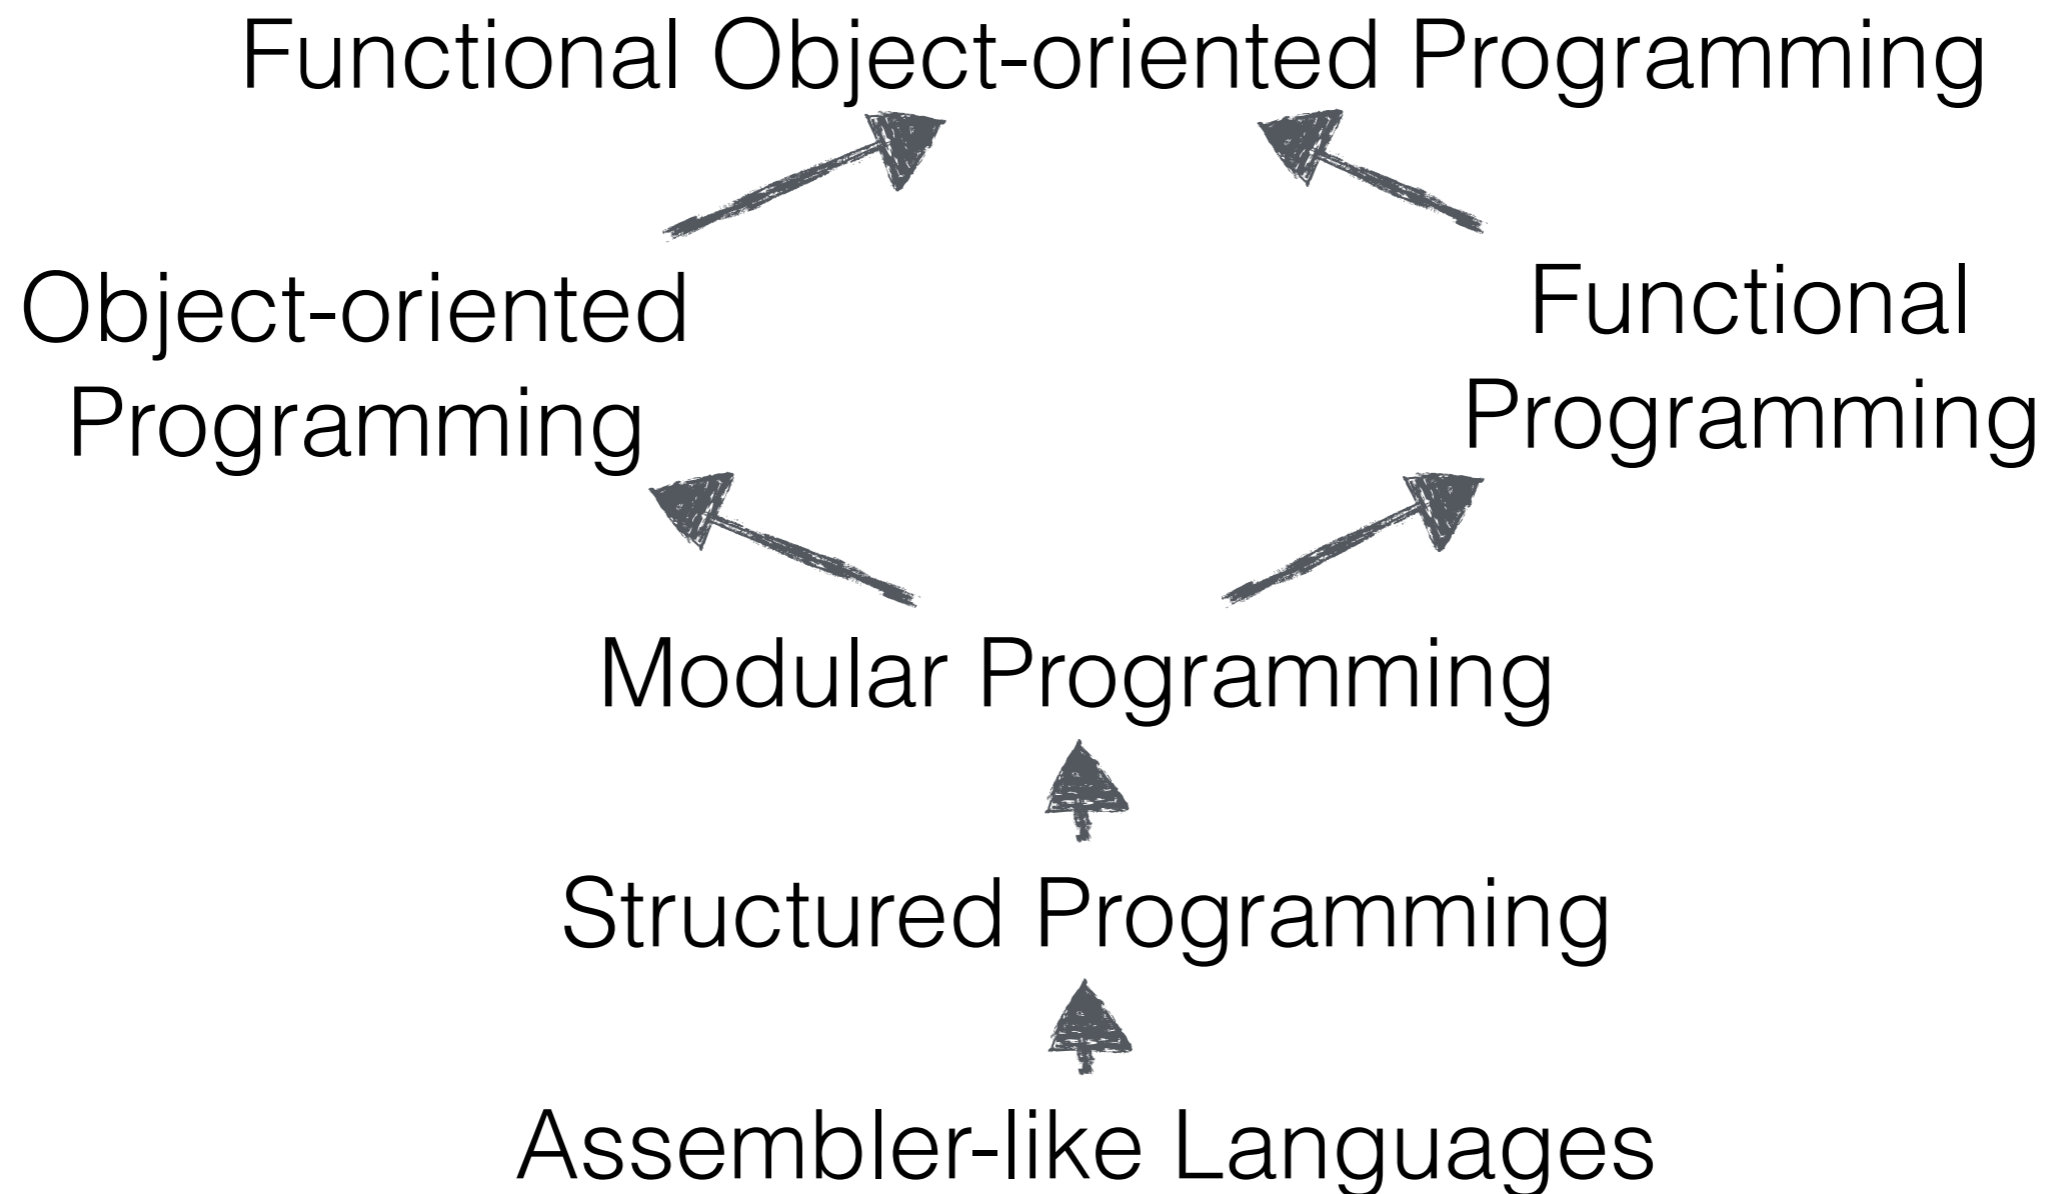 Functional Object-oriented Programming
Object-oriented
Programming
Functional
Programming
Modular Programming
Structured Programming
Assembler-like Languages